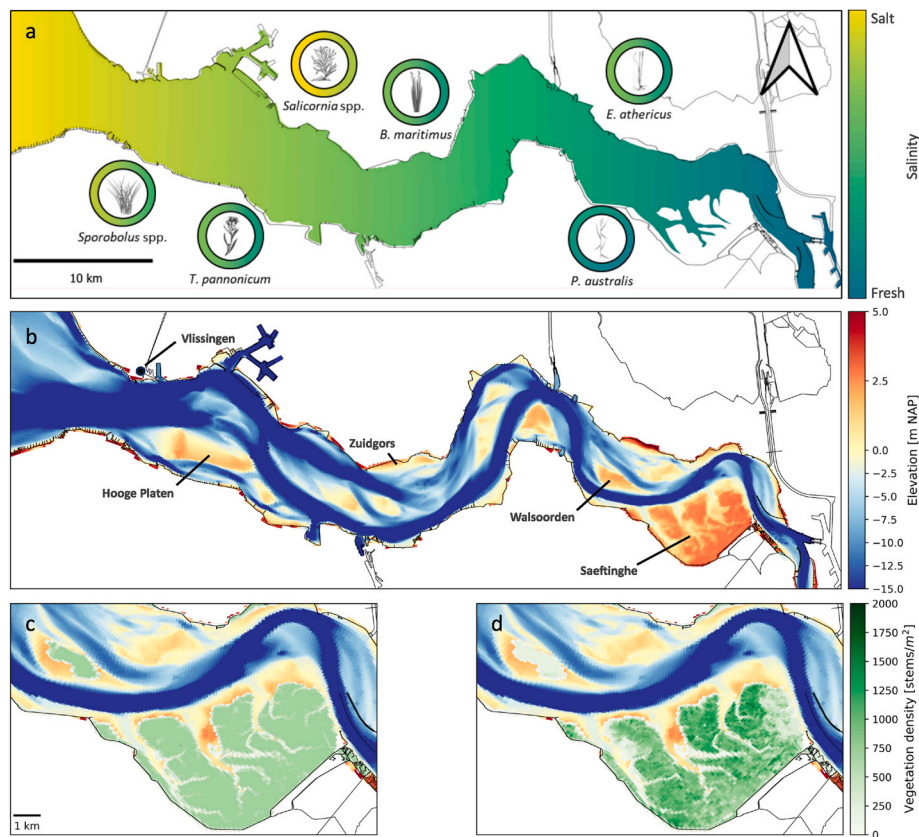 a
Salt
Salicornia spp.
B. maritimus
E. athericus
Sporobolus spp.
T. pannonicum
P. australis
10 km
Salinity
Fresh
b
Vlissingen
Zuidgors
Hooge Platen
Walsoorden
Saeftinghe
5.0
2.5
0.0
−2.5
−5.0
−7.5
−10.0
−12.5
−15.0
Elevation [m NAP]
c
1 km
d
2000
1750
1500
1250
1000
750
500
250
0
Vegetation density [stems/m²]